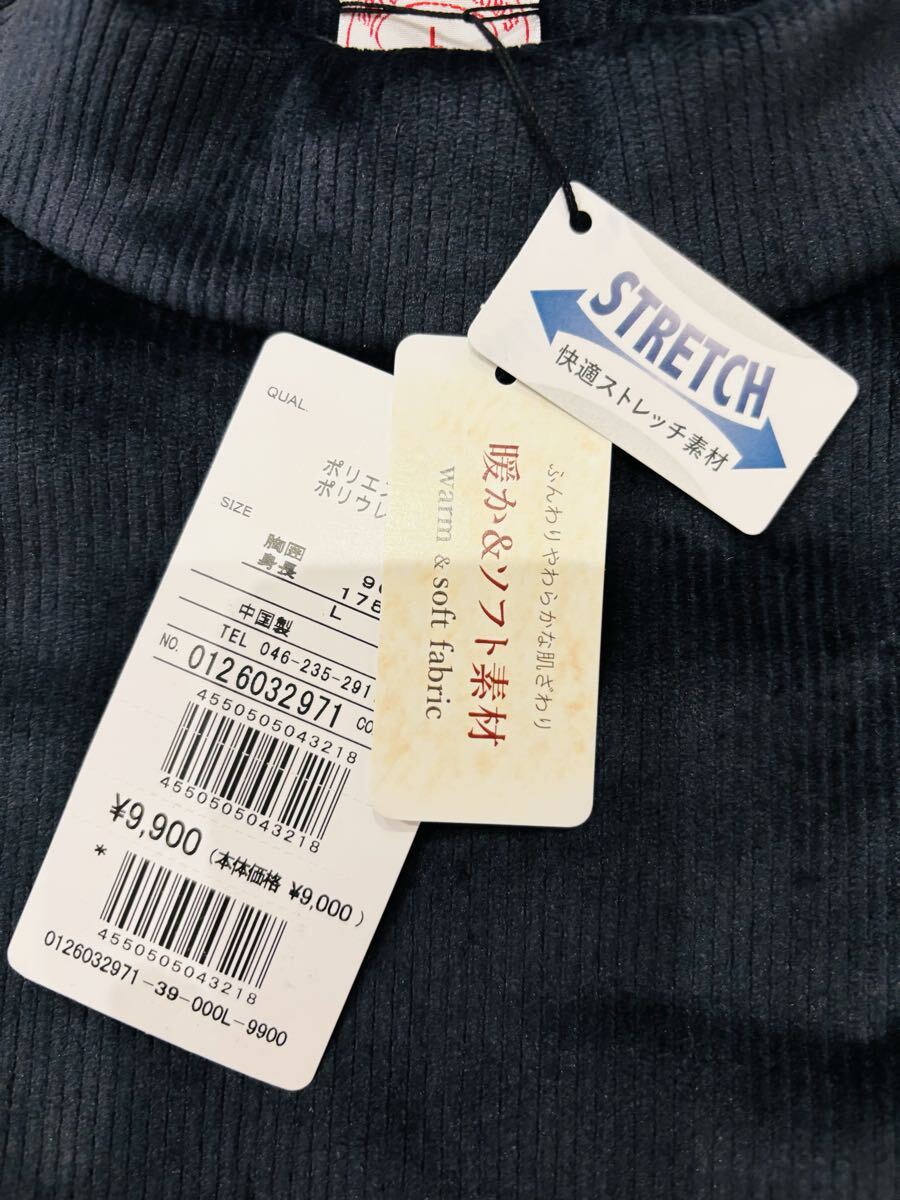 L
STRETCH
快適ストレッチ素材
ふんわりやわらかな肌ざわり
暖か&ソフト素材
warm & soft fabric
QUAL.
ポリエ
ポリウレ
SIZE
胸囲 9
身長 175
L
中国製
TEL 046-235-291
NO. 0126032971 CO
4550505043218
4550505043218
¥9,900 (本体価格 ¥9,000)
*
4550505043218
0126032971-39-000L-9900